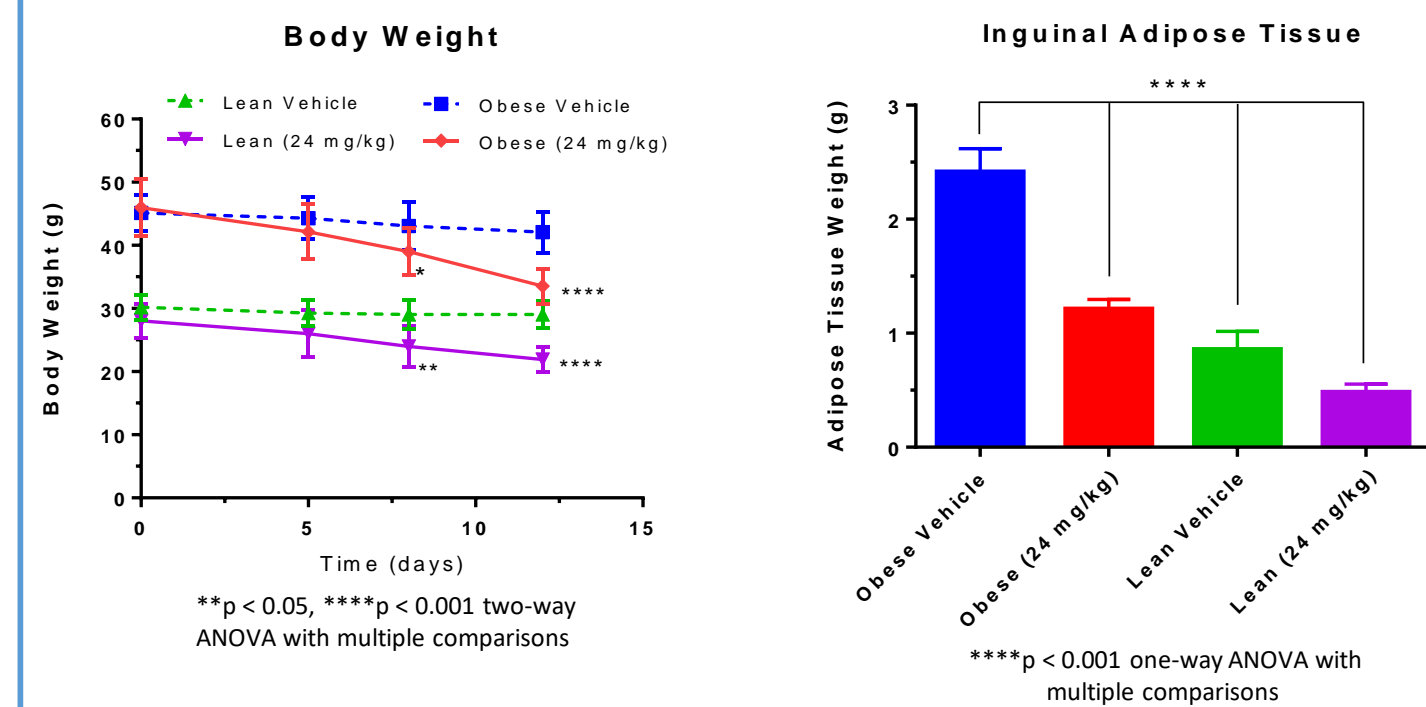 Body Weight
Lean Vehicle
Obese Vehicle
Lean (24 mg/kg)
Obese (24 mg/kg)
Body Weight (g)
60
50
40
30
20
10
0
*
**
****
****
0 5 10 15
Time (days)
**p < 0.05, ****p < 0.001 two-way
ANOVA with multiple comparisons
Inguinal Adipose Tissue
****
Adipose Tissue Weight (g)
3
2
1
0
Obese Vehicle
Obese (24 mg/kg)
Lean Vehicle
Lean (24 mg/kg)
****p < 0.001 one-way ANOVA with
multiple comparisons